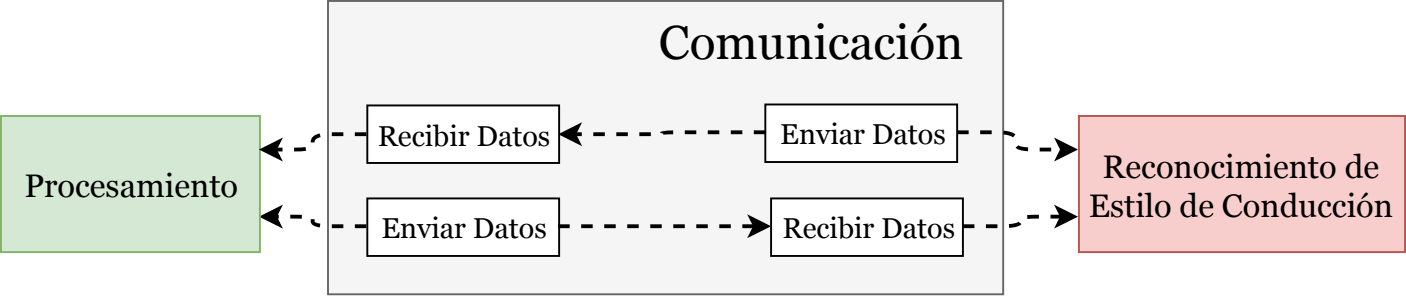 Comunicación
Recibir Datos
Enviar Datos
Procesamiento
Reconocimiento de
Estilo de Conducción
Enviar Datos
Recibir Datos